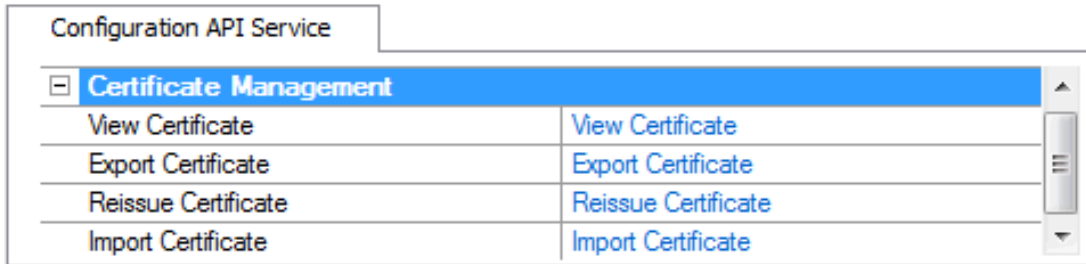 Configuration API Service
Certificate Management
View Certificate View Certificate
Export Certificate Export Certificate
Reissue Certificate Reissue Certificate
Import Certificate Import Certificate